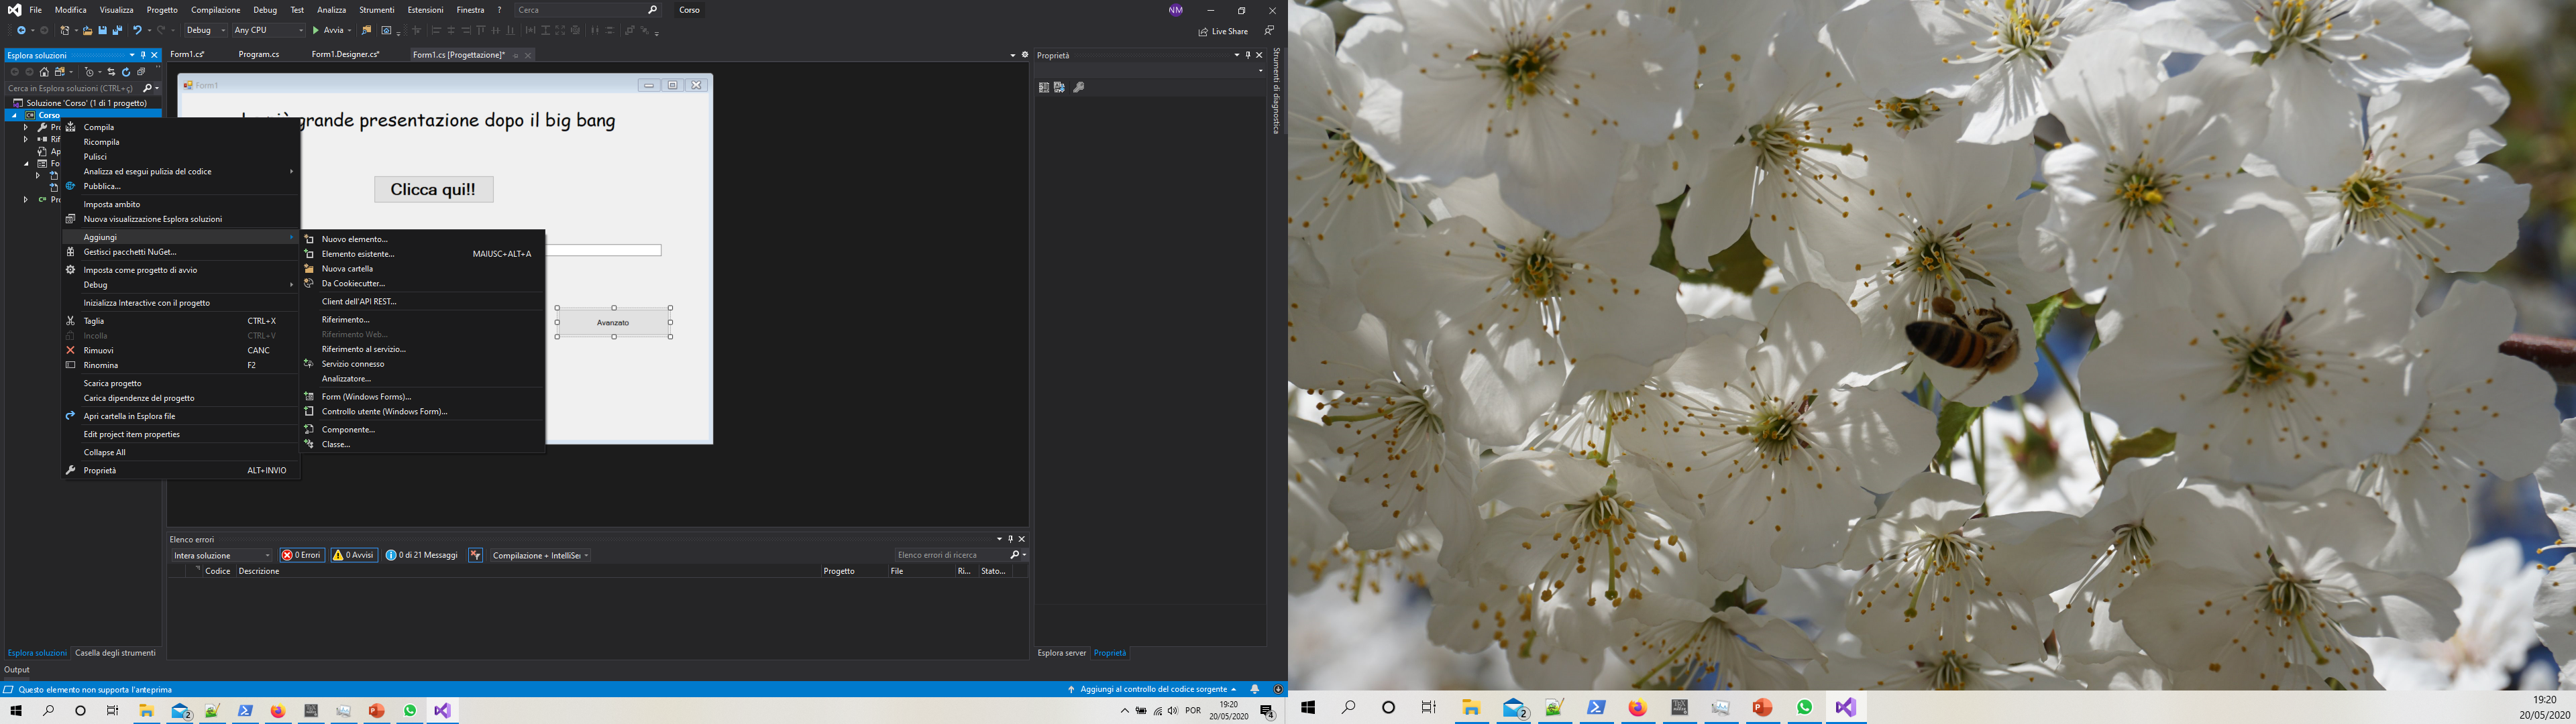 File Modifica Visualizza Progetto Compilazione Debug Test Analizza Strumenti Estensioni Finestra ? Cerca Corso NM
Debug Any CPU Avvia Live Share
Esplora soluzioni
Cerca in Esplora soluzioni (CTRL+ç)
Soluzione 'Corso' (1 di 1 progetto)
Corso
Pro
Rif
Ap
Fo
Pro
Form1.cs* Program.cs Form1.Designer.cs* Form1.cs [Progettazione]*
Form1
grande presentazione dopo il big bang
Clicca qui!!
Avanzato
Compila
Ricompila
Pulisci
Analizza ed esegui pulizia del codice
Pubblica...
Imposta ambito
Nuova visualizzazione Esplora soluzioni
Aggiungi
Gestisci pacchetti NuGet...
Imposta come progetto di avvio
Debug
Inizializza Interactive con il progetto
Taglia CTRL+X
Incolla CTRL+V
Rimuovi CANC
Rinomina F2
Scarica progetto
Carica dipendenze del progetto
Apri cartella in Esplora file
Edit project item properties
Collapse All
Proprietà ALT+INVIO
Nuovo elemento...
Elemento esistente... MAIUSC+ALT+A
Nuova cartella
Da Cookiecutter...
Client dell'API REST...
Riferimento...
Riferimento Web...
Riferimento al servizio...
Servizio connesso
Analizzatore...
Form (Windows Forms)...
Controllo utente (Windows Form)...
Componente...
Classe...
Proprietà
Strumenti di diagnostica
Elenco errori
Intera soluzione 0 Errori 0 Avvisi 0 di 21 Messaggi Compilazione + IntelliSe Elenco errori di ricerca
Codice Descrizione Progetto File Ri... Stato...
Esplora soluzioni Casella degli strumenti
Esplora server Proprietà
Output
Questo elemento non supporta l'anteprima Aggiungi al controllo del codice sorgente
2 POR 19:20 20/05/2020 4
2 19:20
20/05/2020